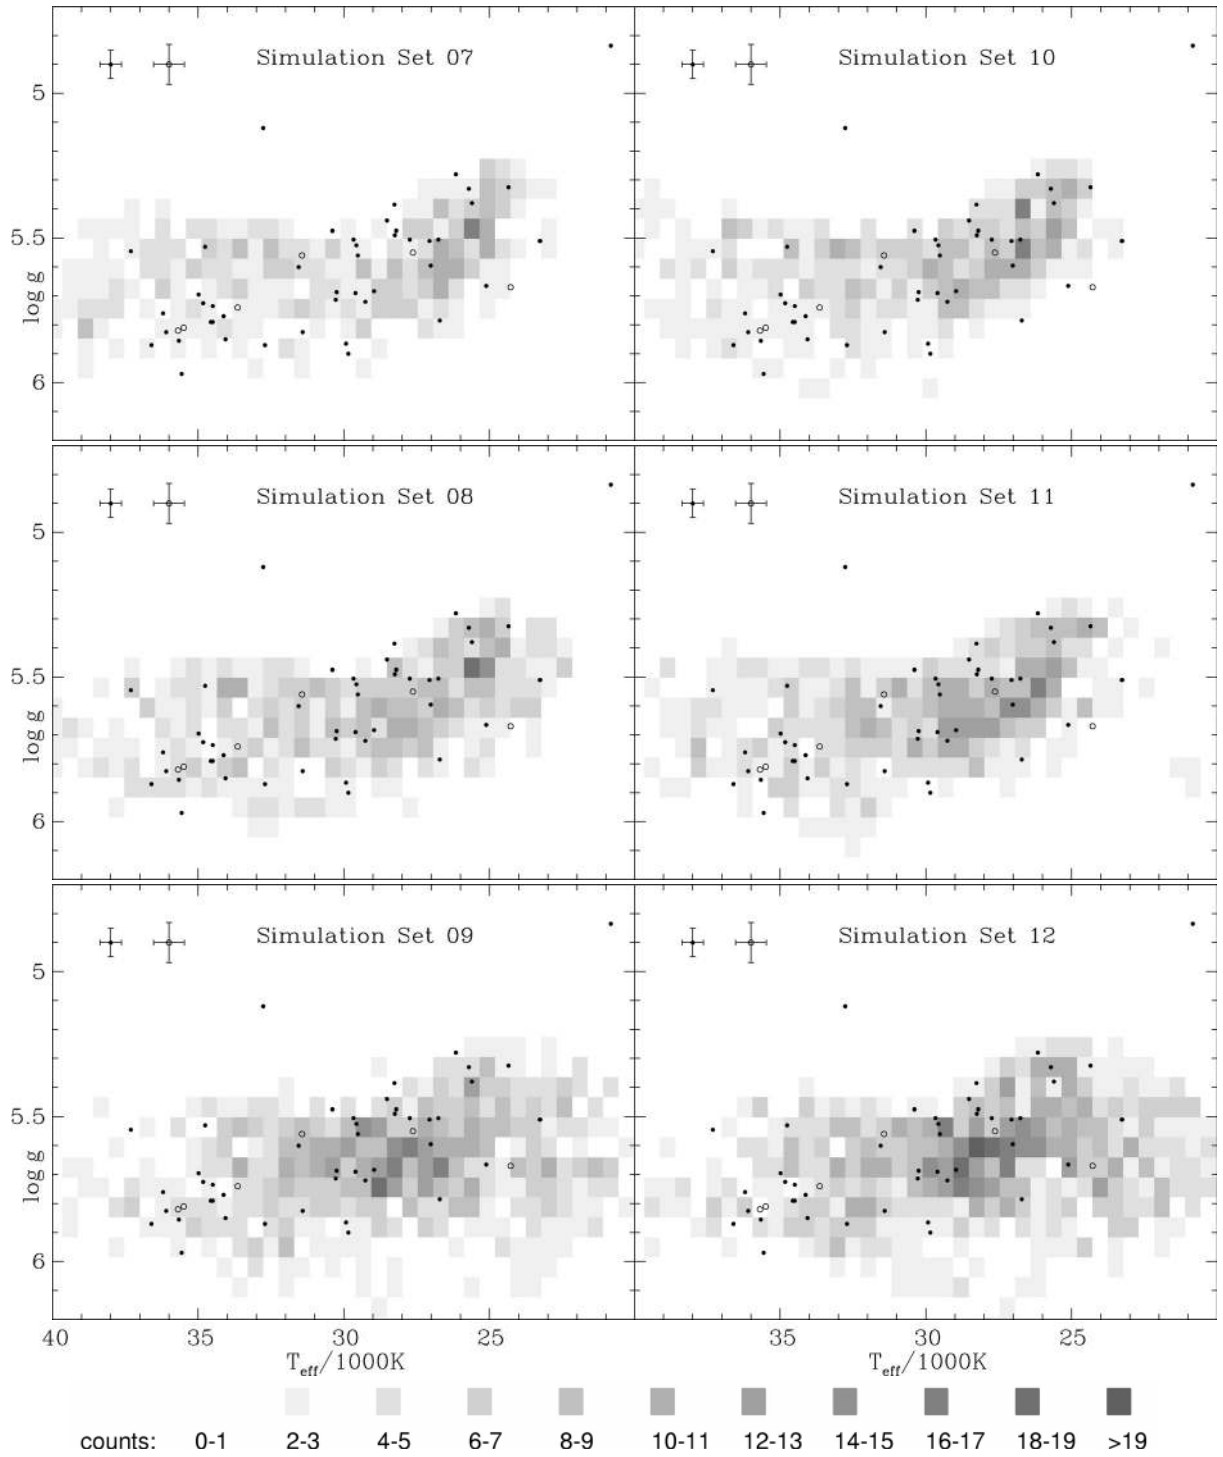 Simulation Set 07
Simulation Set 10
5
5.5
log g
6
Simulation Set 08
Simulation Set 11
5
5.5
log g
6
Simulation Set 09
Simulation Set 12
5
5.5
log g
6
40 35 30 25 35 30 25
Teff/1000K Teff/1000K
counts: 0-1 2-3 4-5 6-7 8-9 10-11 12-13 14-15 16-17 18-19 >19